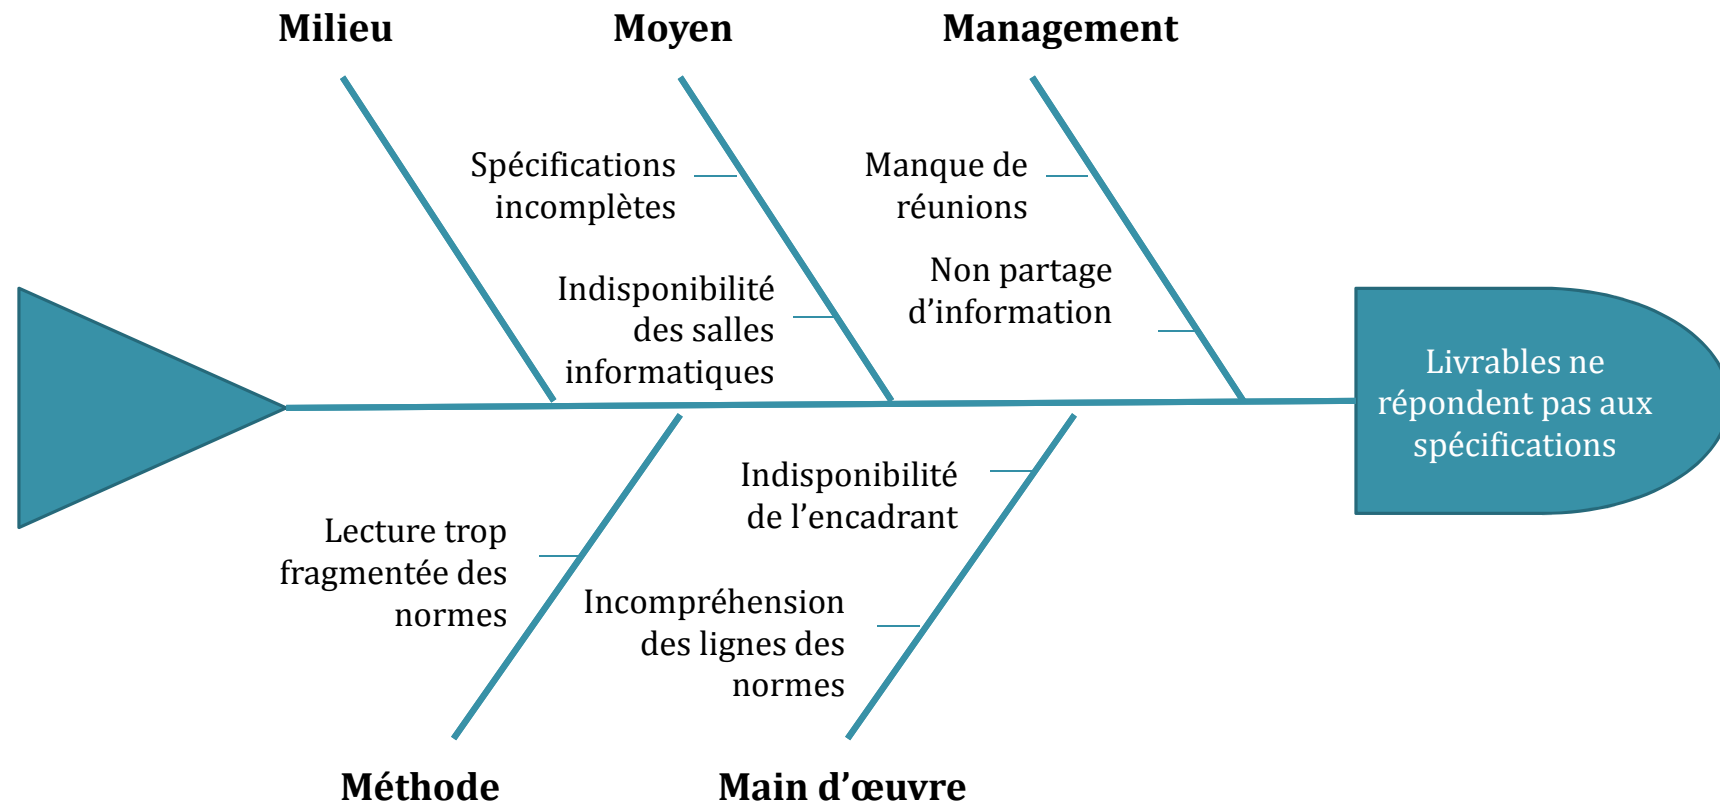 Milieu
Moyen
Management
Spécifications
incomplètes
Manque de
réunions
Indisponibilité
des salles
informatiques
Non partage
d’information
Livrables ne
répondent pas aux
spécifications
Lecture trop
fragmentée des
normes
Indisponibilité
de l’encadrant
Incompréhension
des lignes des
normes
Méthode
Main d’œuvre